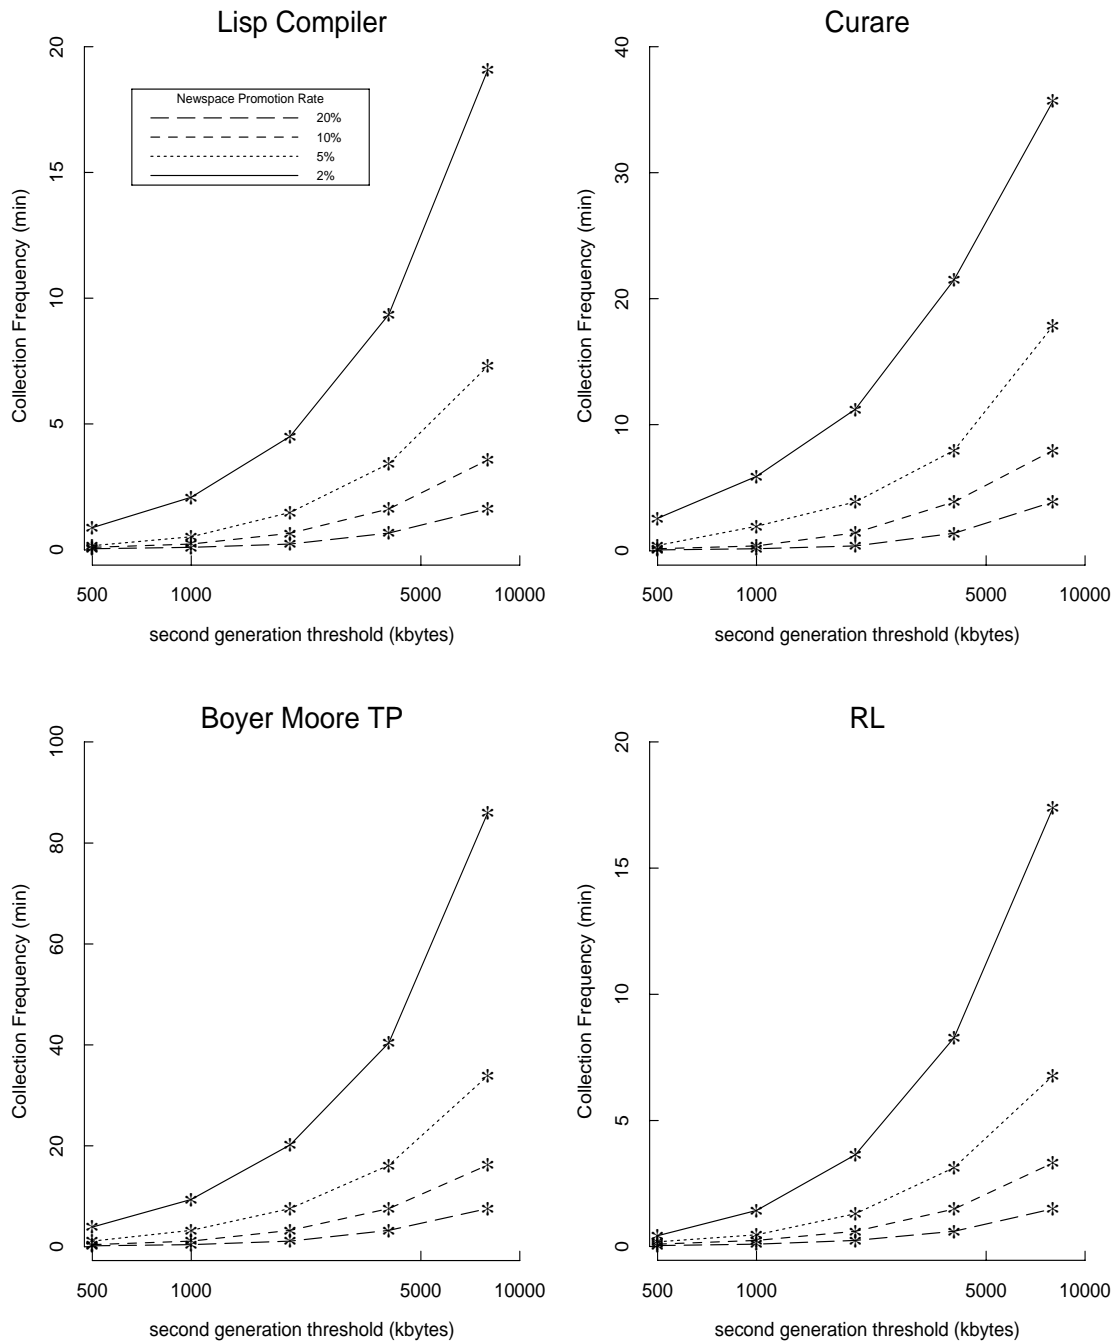 Lisp Compiler
20
15
10
5
0
Collection Frequency (min)
Newspace Promotion Rate
20%
10%
5%
2%
500 1000 5000 10000
second generation threshold (kbytes)
Curare
40
30
20
10
0
Collection Frequency (min)
500 1000 5000 10000
second generation threshold (kbytes)
Boyer Moore TP
100
80
60
40
20
0
Collection Frequency (min)
500 1000 5000 10000
second generation threshold (kbytes)
RL
20
15
10
5
0
Collection Frequency (min)
500 1000 5000 10000
second generation threshold (kbytes)